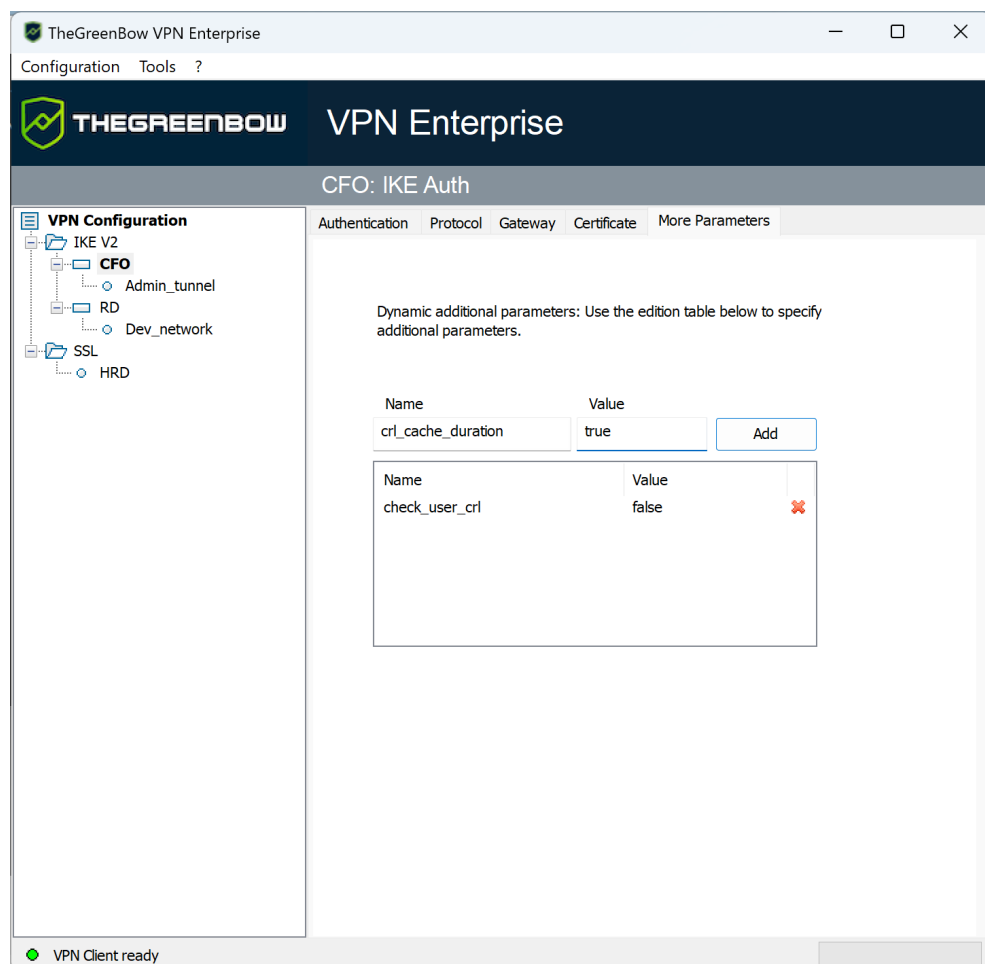 TheGreenBow VPN Enterprise
Configuration Tools ?
THEGREENBOW
VPN Enterprise
CFO: IKE Auth
VPN Configuration
IKE V2
CFO
Admin_tunnel
RD
Dev_network
SSL
HRD
Authentication Protocol Gateway Certificate More Parameters
Dynamic additional parameters: Use the edition table below to specify
additional parameters.
Name Value
crl_cache_duration true Add
Name Value
check_user_crl false
VPN Client ready